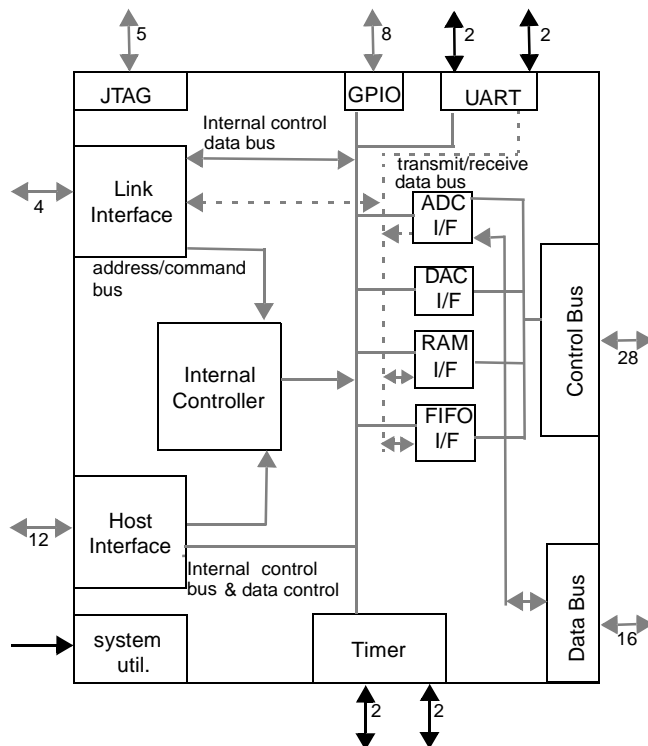 5
8
2
2
JTAG
GPIO
UART
Internal control
data bus
transmit/receive
data bus
Link
Interface
4
ADC
I/F
address/command
bus
DAC
I/F
Internal
Controller
RAM
I/F
Control Bus
28
FIFO
I/F
Host
Interface
12
Internal control
bus & data control
Data Bus
16
system
util.
Timer
2
2